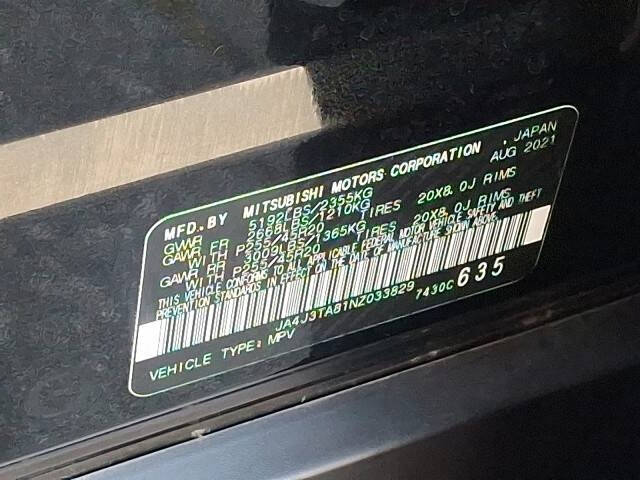 MFD. BY MITSUBISHI MOTORS CORPORATION, JAPAN
GVWR 5192LBS/2355KG AUG 2021
GAWR FR 2668LBS/1210KG
WITH P255/45R20 TIRES 20X8.0J RIMS
GAWR RR 3009LBS/1365KG
WITH P255/45R20 TIRES 20X8.0J RIMS
THIS VEHICLE CONFORMS TO ALL APPLICABLE FEDERAL MOTOR VEHICLE SAFETY AND THEFT
PREVENTION STANDARDS IN EFFECT ON THE DATE OF MANUFACTURE SHOWN ABOVE.
635
JA4J3TA81NZ033829 7430C
VEHICLE TYPE: MPV